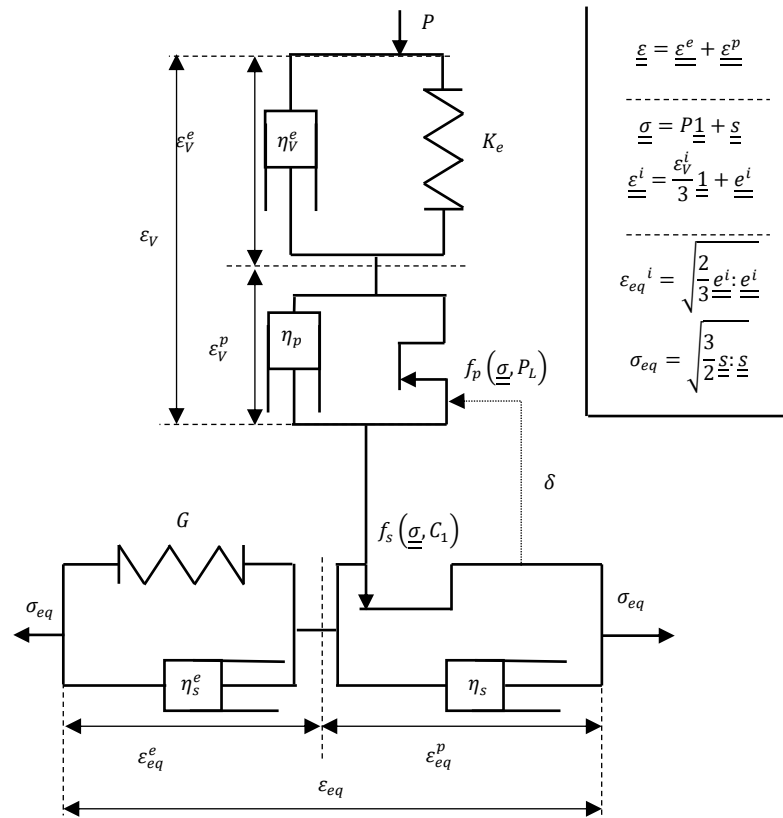 P
ε_V^e
η_V^e
K_e
ε_V
ε_V^p
η_p
f_p (σ, P_L)
δ
G
f_s (σ, C_1)
σ_eq
σ_eq
η_s^e
η_s
ε_eq^e
ε_eq^p
ε_eq
ε = ε^e + ε^p
σ = P1 + s
ε^i = ε_V^i/3 1 + e^i
ε_eq^i = √(2/3 e^i : e^i)
σ_eq = √(3/2 s : s)